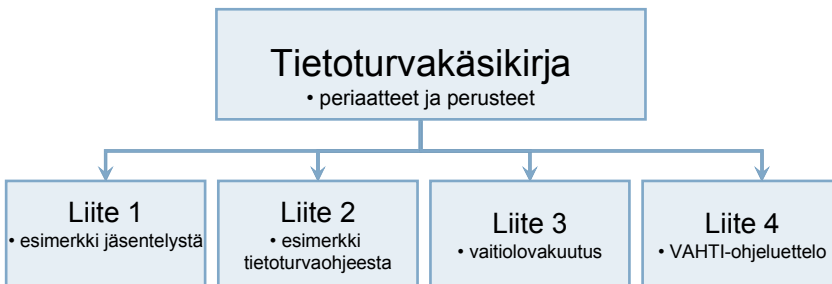 Tietoturvakäsikirja
• periaatteet ja perusteet
Liite 1
• esimerkki jäsentelystä
Liite 2
• esimerkki
tietoturvaohjeesta
Liite 3
• vaitiolovakuutus
Liite 4
• VAHTI-ohjeluettelo